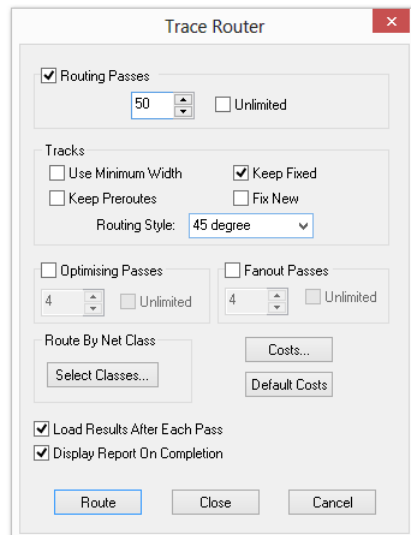 Trace Router
Routing Passes
50 Unlimited
Tracks
Use Minimum Width Keep Fixed
Keep Preroutes Fix New
Routing Style: 45 degree
Optimising Passes Fanout Passes
4 Unlimited 4 Unlimited
Route By Net Class
Costs...
Select Classes...
Default Costs
Load Results After Each Pass
Display Report On Completion
Route Close Cancel